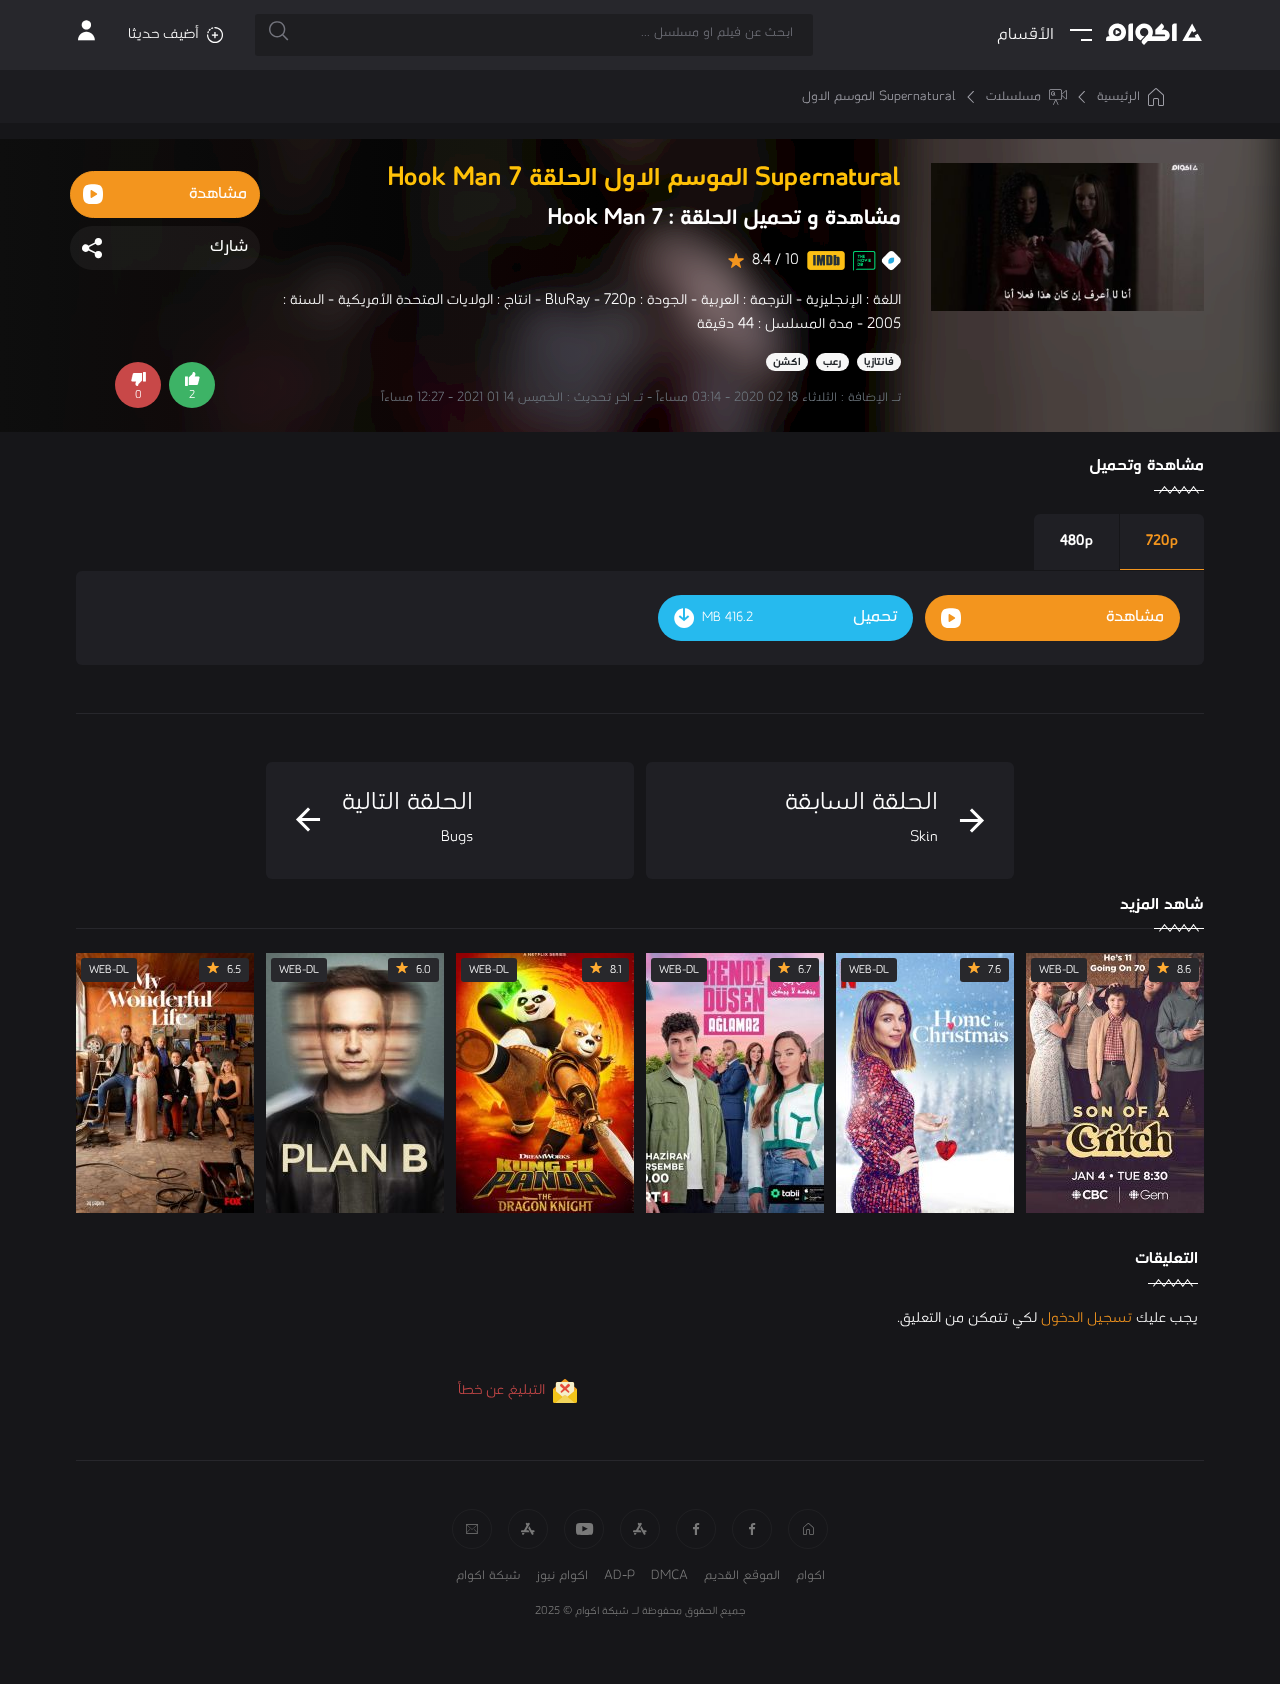 اكوام
الأقسام
ابحث عن فيلم او مسلسل ...
أضيف حديثا
الرئيسية
مسلسلات
Supernatural الموسم الاول
اكوام
أنا لا أعرف إن كان هذا فعلا أنا
Supernatural الموسم الاول الحلقة 7 Hook Man
مشاهدة و تحميل الحلقة : 7 Hook Man
THE MOVIE DB
IMDb
10 / 8.4
اللغة : الإنجليزية - الترجمة : العربية - الجودة : BluRay - 720p - انتاج : الولايات المتحدة الأمريكية - السنة :
2005 - مدة المسلسل : 44 دقيقة
فانتازيا
رعب
اكشن
تـ الإضافة : الثلاثاء 18 02 2020 - 03:14 مساءاً - تـ اخر تحديث : الخميس 14 01 2021 - 12:27 مساءاً
مشاهدة
شارك
2
0
مشاهدة وتحميل
720p
480p
مشاهدة
تحميل
416.2 MB
الحلقة السابقة
Skin
الحلقة التالية
Bugs
شاهد المزيد
8.6
WEB-DL
He's 11
Going On 70
SON OF A
Critch
JAN 4 • TUE 8:30
CBC
Gem
7.6
WEB-DL
Home for
Christmas
6.7
WEB-DL
KENDİ
DÜŞEN
AĞLAMAZ
HAZİRAN
tabii
8.1
WEB-DL
A NETFLIX SERIES
DREAMWORKS
KUNG FU
PANDA
THE
DRAGON KNIGHT
6.0
WEB-DL
PLAN B
6.5
WEB-DL
My
Wonderful
Life
FOX
التعليقات
يجب عليك تسجيل الدخول لكي تتمكن من التعليق.
التبليغ عن خطأ
اكوام
الموقع القديم
DMCA
AD-P
اكوام نيوز
شبكة اكوام
جميع الحقوق محفوظة لـ شبكة اكوام © 2025